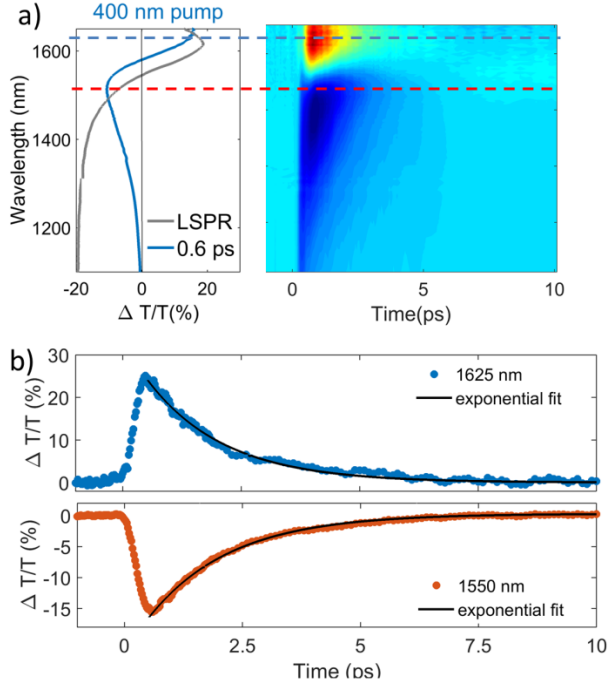 a)
400 nm pump
1600
1400
1200
Wavelength (nm)
LSPR
0.6 ps
-20 0 20
Δ T/T(%)
0 5 10
Time(ps)
b)
30
20
10
0
Δ T/T (%)
1625 nm
exponential fit
0
-5
-10
-15
Δ T/T (%)
1550 nm
exponential fit
0 2.5 5 7.5 10
Time (ps)